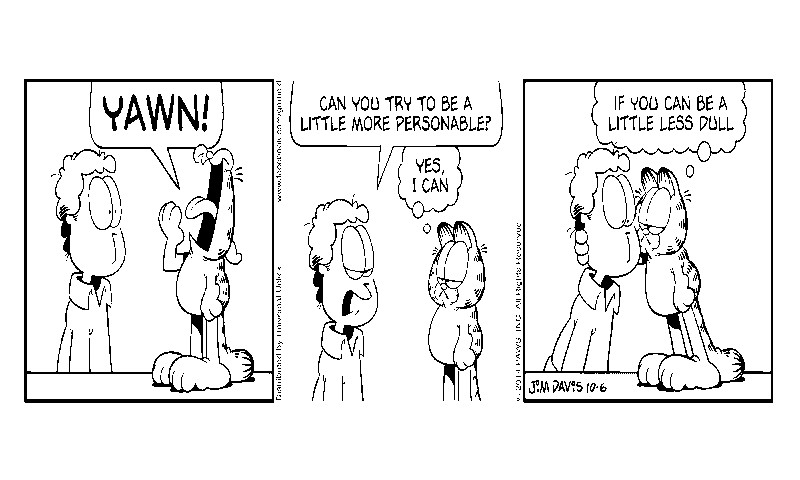 YAWN!
CAN YOU TRY TO BE A
LITTLE MORE PERSONABLE?
YES,
I CAN
IF YOU CAN BE A
LITTLE LESS DULL
JIM DAVIS 10-6